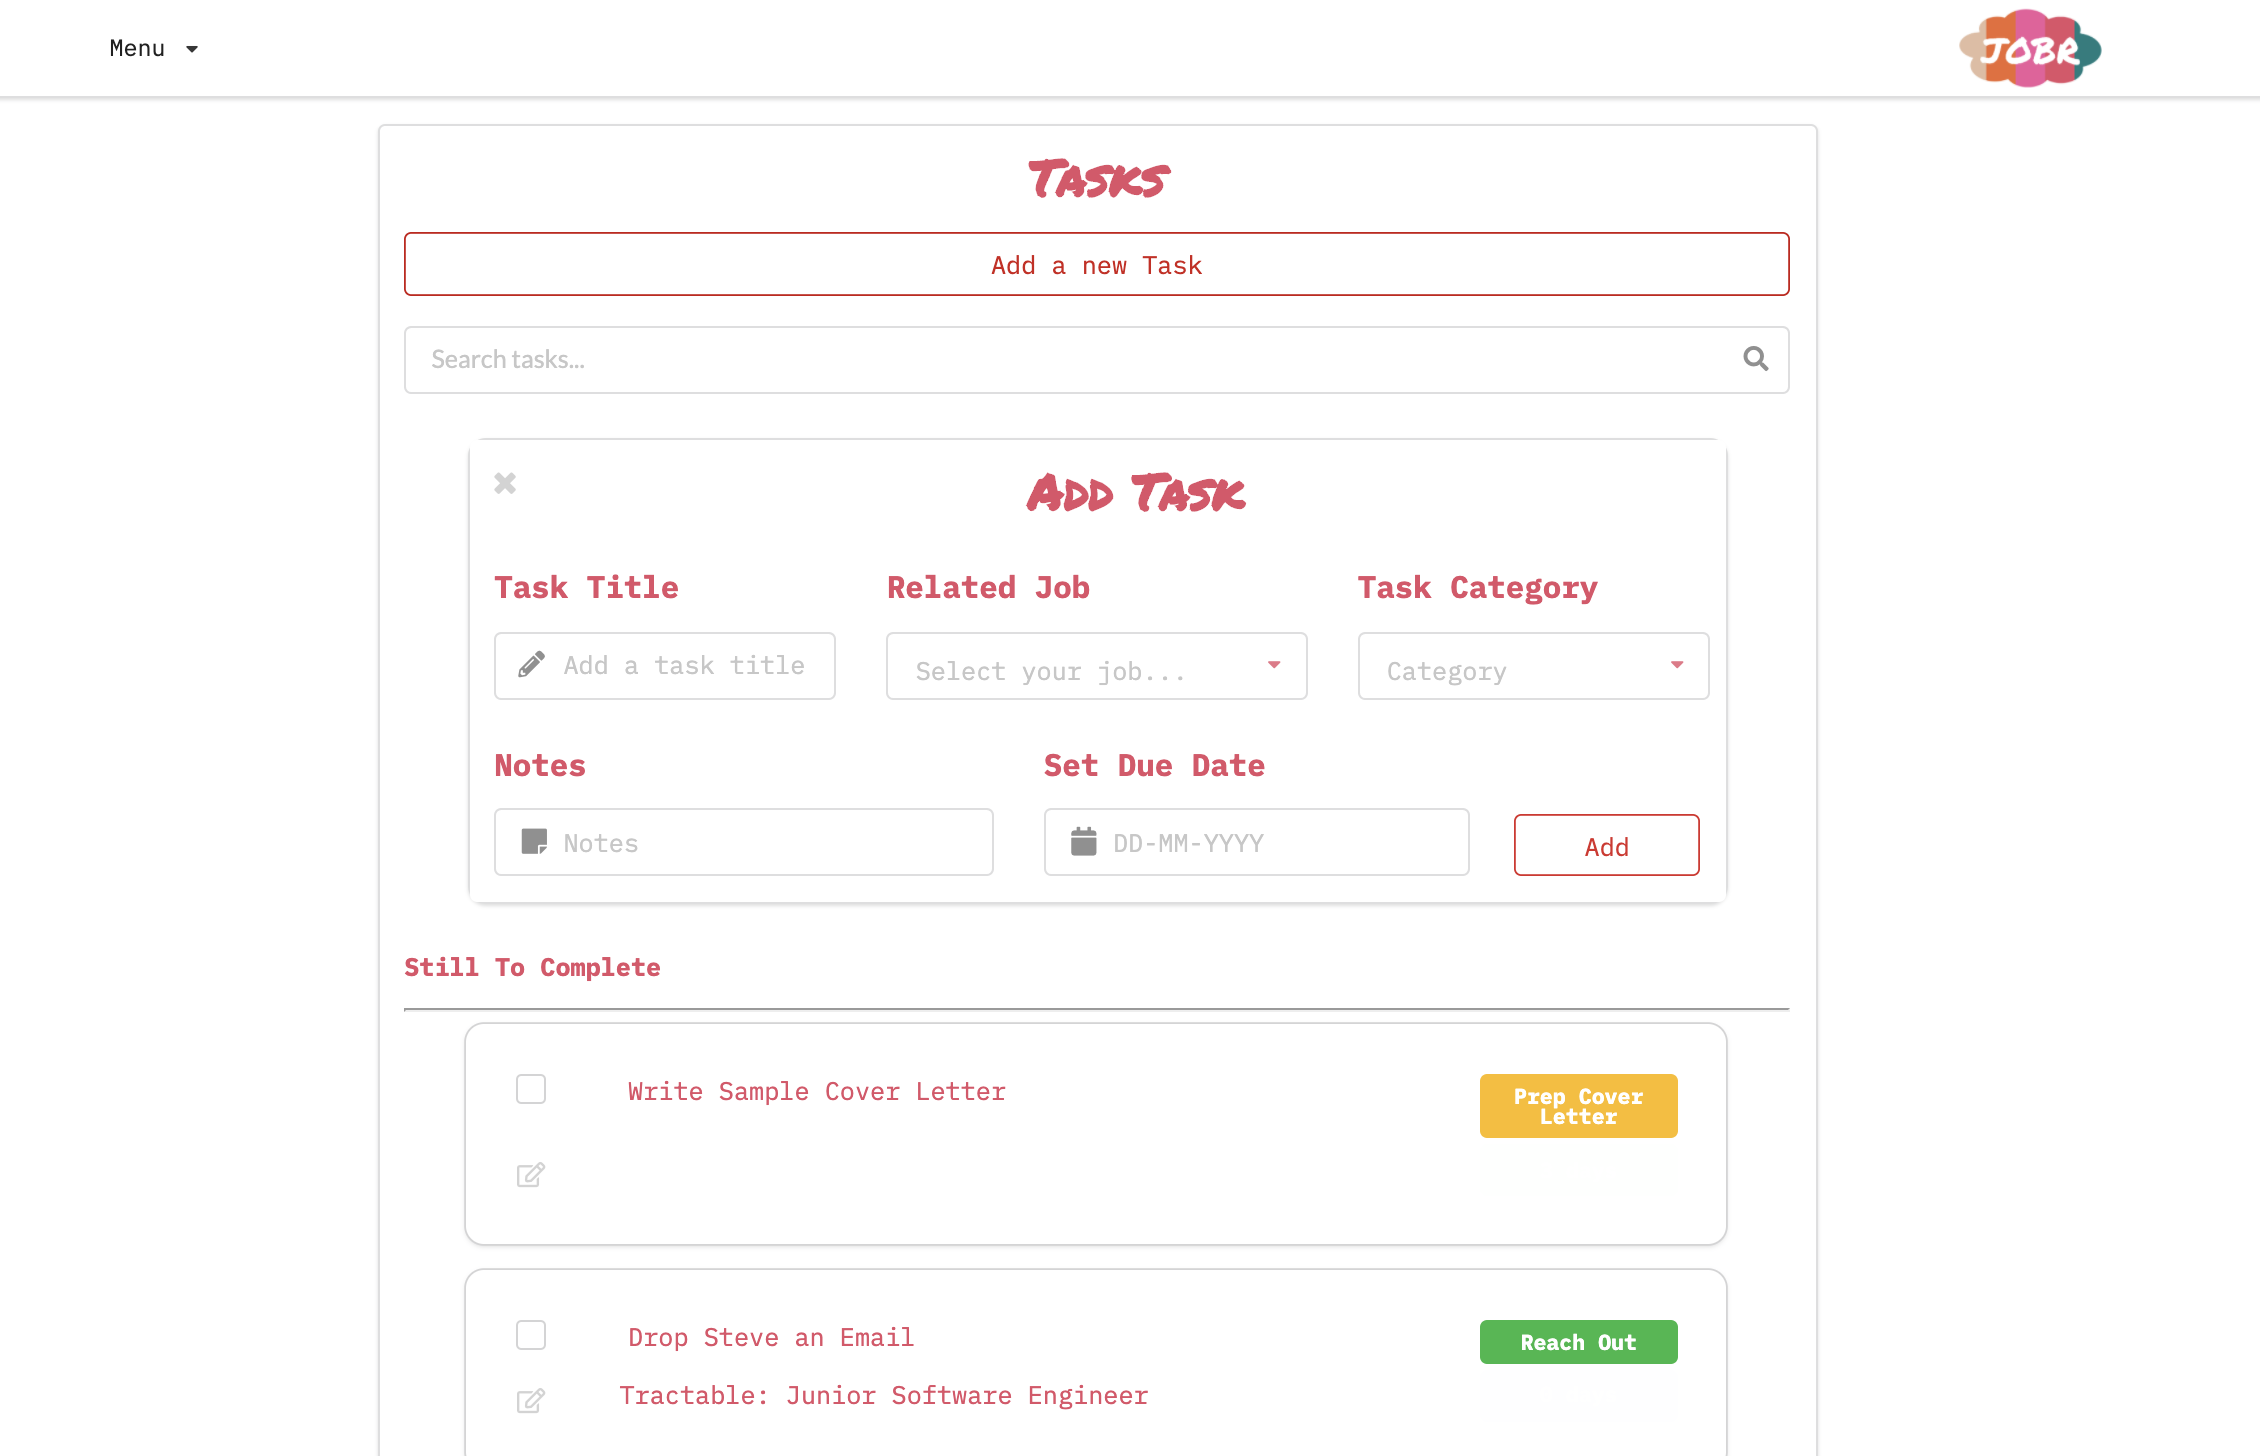 Menu
JOBR
Tasks
Add a new Task
Search tasks...
Add Task
Task Title
Related Job
Task Category
Add a task title
Select your job...
Category
Notes
Set Due Date
Notes
DD-MM-YYYY
Add
Still To Complete
Write Sample Cover Letter
Prep Cover
Letter
Drop Steve an Email
Reach Out
Tractable: Junior Software Engineer